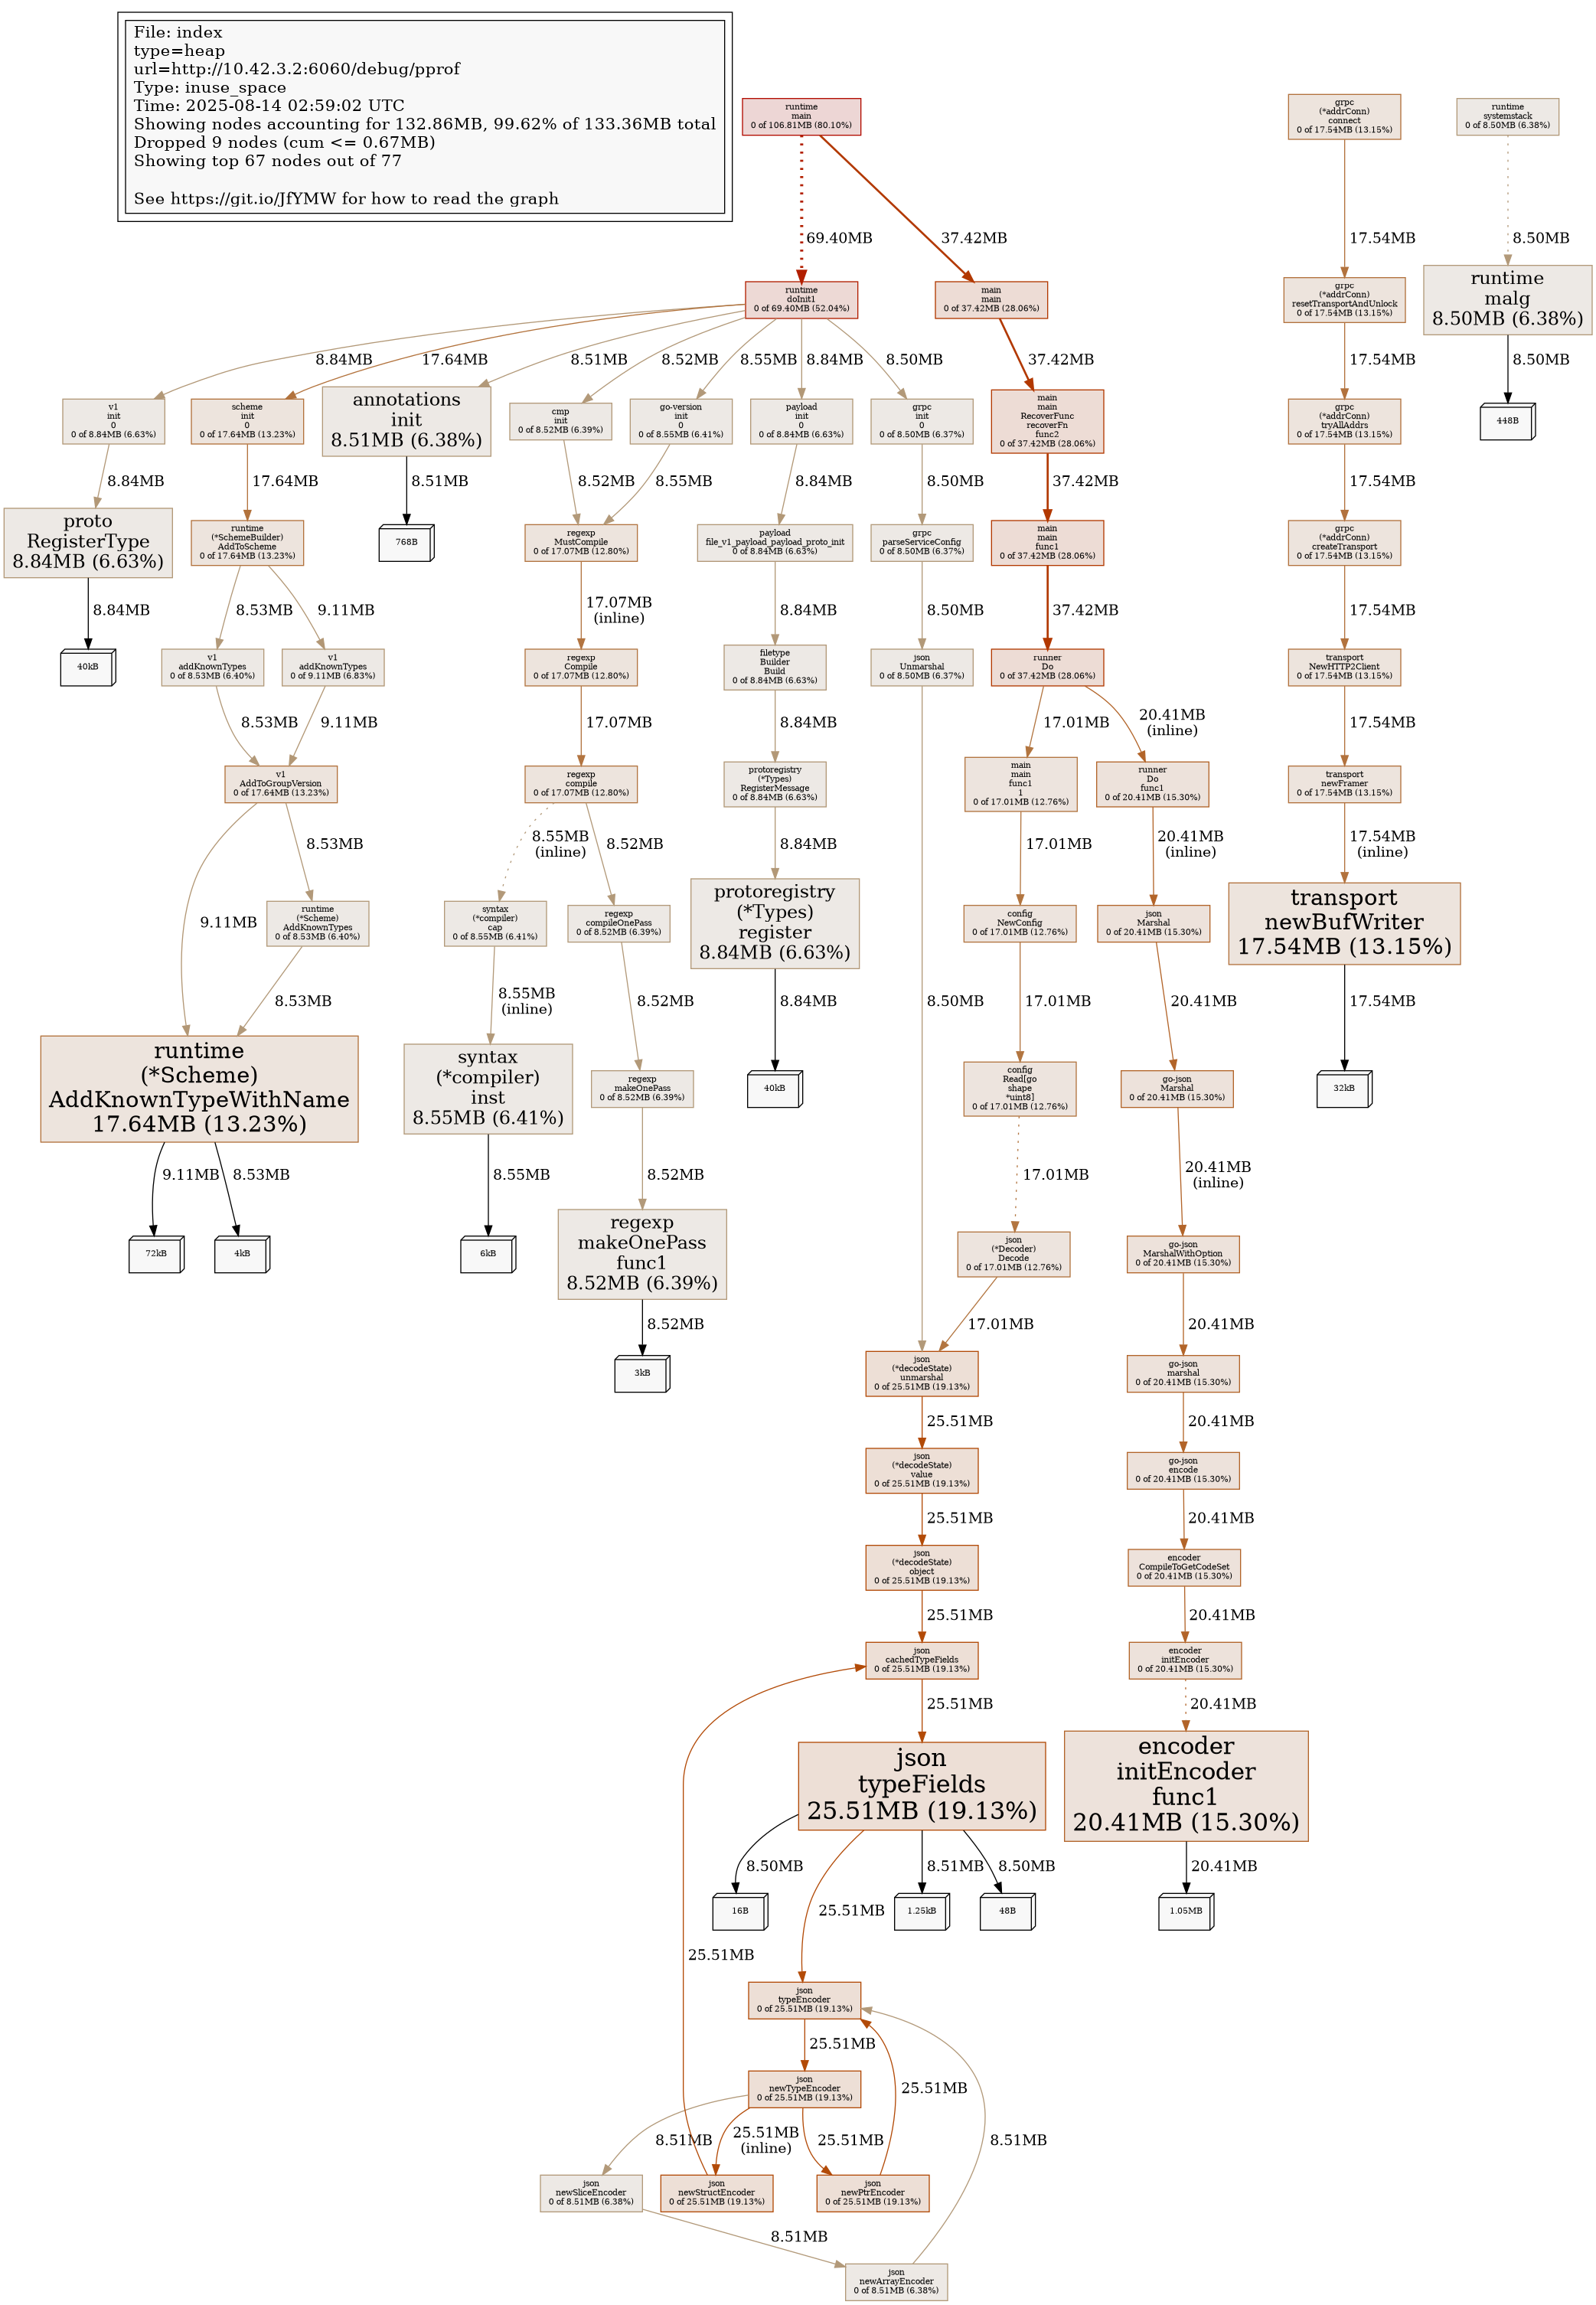 File: index
type=heap
url=http://10.42.3.2:6060/debug/pprof
Type: inuse_space
Time: 2025-08-14 02:59:02 UTC
Showing nodes accounting for 132.86MB, 99.62% of 133.36MB total
Dropped 9 nodes (cum <= 0.67MB)
Showing top 67 nodes out of 77
See https://git.io/JfYMW for how to read the graph
runtime
main
0 of 106.81MB (80.10%)
grpc
(*addrConn)
connect
0 of 17.54MB (13.15%)
runtime
systemstack
0 of 8.50MB (6.38%)
69.40MB
37.42MB
17.54MB
8.50MB
runtime
doInit1
0 of 69.40MB (52.04%)
main
main
0 of 37.42MB (28.06%)
grpc
(*addrConn)
resetTransportAndUnlock
0 of 17.54MB (13.15%)
runtime
malg
8.50MB (6.38%)
8.84MB
17.64MB
8.51MB
8.52MB
8.55MB
8.84MB
8.50MB
37.42MB
17.54MB
8.50MB
v1
init
0
0 of 8.84MB (6.63%)
scheme
init
0
0 of 17.64MB (13.23%)
annotations
init
8.51MB (6.38%)
cmp
init
0 of 8.52MB (6.39%)
go-version
init
0
0 of 8.55MB (6.41%)
payload
init
0
0 of 8.84MB (6.63%)
grpc
init
0
0 of 8.50MB (6.37%)
main
main
RecoverFunc
recoverFn
func2
0 of 37.42MB (28.06%)
grpc
(*addrConn)
tryAllAddrs
0 of 17.54MB (13.15%)
448B
8.84MB
17.64MB
8.51MB
8.52MB
8.55MB
8.84MB
8.50MB
37.42MB
17.54MB
proto
RegisterType
8.84MB (6.63%)
runtime
(*SchemeBuilder)
AddToScheme
0 of 17.64MB (13.23%)
768B
regexp
MustCompile
0 of 17.07MB (12.80%)
payload
file_v1_payload_payload_proto_init
0 of 8.84MB (6.63%)
grpc
parseServiceConfig
0 of 8.50MB (6.37%)
main
main
func1
0 of 37.42MB (28.06%)
grpc
(*addrConn)
createTransport
0 of 17.54MB (13.15%)
8.84MB
8.53MB
9.11MB
17.07MB
(inline)
8.84MB
8.50MB
37.42MB
17.54MB
40kB
v1
addKnownTypes
0 of 8.53MB (6.40%)
v1
addKnownTypes
0 of 9.11MB (6.83%)
regexp
Compile
0 of 17.07MB (12.80%)
filetype
Builder
Build
0 of 8.84MB (6.63%)
json
Unmarshal
0 of 8.50MB (6.37%)
runner
Do
0 of 37.42MB (28.06%)
transport
NewHTTP2Client
0 of 17.54MB (13.15%)
8.53MB
9.11MB
17.07MB
8.84MB
17.01MB
20.41MB
(inline)
17.54MB
v1
AddToGroupVersion
0 of 17.64MB (13.23%)
regexp
compile
0 of 17.07MB (12.80%)
protoregistry
(*Types)
RegisterMessage
0 of 8.84MB (6.63%)
main
main
func1
1
0 of 17.01MB (12.76%)
runner
Do
func1
0 of 20.41MB (15.30%)
transport
newFramer
0 of 17.54MB (13.15%)
8.53MB
8.55MB
(inline)
8.52MB
8.84MB
17.01MB
20.41MB
(inline)
17.54MB
(inline)
9.11MB
runtime
(*Scheme)
AddKnownTypes
0 of 8.53MB (6.40%)
syntax
(*compiler)
cap
0 of 8.55MB (6.41%)
regexp
compileOnePass
0 of 8.52MB (6.39%)
protoregistry
(*Types)
register
8.84MB (6.63%)
config
NewConfig
0 of 17.01MB (12.76%)
json
Marshal
0 of 20.41MB (15.30%)
transport
newBufWriter
17.54MB (13.15%)
8.53MB
8.55MB
(inline)
8.52MB
8.84MB
8.50MB
17.01MB
20.41MB
17.54MB
runtime
(*Scheme)
AddKnownTypeWithName
17.64MB (13.23%)
syntax
(*compiler)
inst
8.55MB (6.41%)
regexp
makeOnePass
0 of 8.52MB (6.39%)
40kB
config
Read[go
shape
*uint8]
0 of 17.01MB (12.76%)
go-json
Marshal
0 of 20.41MB (15.30%)
32kB
9.11MB
8.53MB
8.55MB
8.52MB
17.01MB
20.41MB
(inline)
72kB
4kB
6kB
regexp
makeOnePass
func1
8.52MB (6.39%)
json
(*Decoder)
Decode
0 of 17.01MB (12.76%)
go-json
MarshalWithOption
0 of 20.41MB (15.30%)
8.52MB
17.01MB
20.41MB
3kB
json
(*decodeState)
unmarshal
0 of 25.51MB (19.13%)
go-json
marshal
0 of 20.41MB (15.30%)
25.51MB
20.41MB
json
(*decodeState)
value
0 of 25.51MB (19.13%)
go-json
encode
0 of 20.41MB (15.30%)
25.51MB
20.41MB
json
(*decodeState)
object
0 of 25.51MB (19.13%)
encoder
CompileToGetCodeSet
0 of 20.41MB (15.30%)
25.51MB
20.41MB
json
cachedTypeFields
0 of 25.51MB (19.13%)
encoder
initEncoder
0 of 20.41MB (15.30%)
25.51MB
20.41MB
json
typeFields
25.51MB (19.13%)
encoder
initEncoder
func1
20.41MB (15.30%)
8.50MB
25.51MB
8.51MB
8.50MB
20.41MB
16B
1.25kB
48B
1.05MB
25.51MB
json
typeEncoder
0 of 25.51MB (19.13%)
25.51MB
json
newTypeEncoder
0 of 25.51MB (19.13%)
25.51MB
8.51MB
25.51MB
(inline)
25.51MB
8.51MB
json
newSliceEncoder
0 of 8.51MB (6.38%)
json
newStructEncoder
0 of 25.51MB (19.13%)
json
newPtrEncoder
0 of 25.51MB (19.13%)
8.51MB
json
newArrayEncoder
0 of 8.51MB (6.38%)